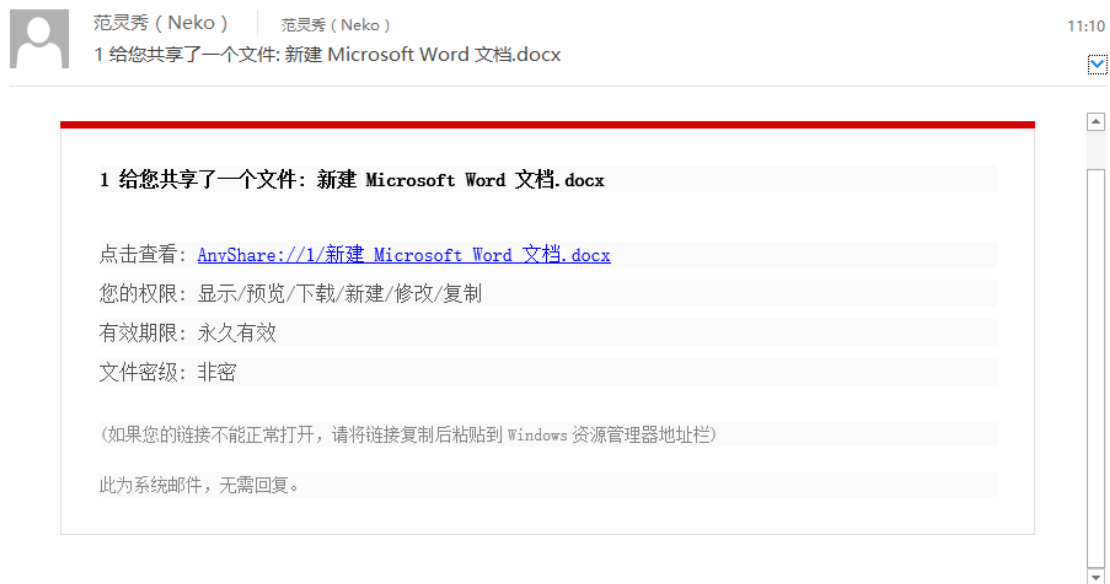 范灵秀（Neko） 范灵秀（Neko） 11:10
1 给您共享了一个文件: 新建 Microsoft Word 文档.docx
1 给您共享了一个文件: 新建 Microsoft Word 文档.docx
点击查看: AnyShare://1/新建 Microsoft Word 文档.docx
您的权限: 显示/预览/下载/新建/修改/复制
有效期限: 永久有效
文件密级: 非密
(如果您的链接不能正常打开，请将链接复制后粘贴到 Windows 资源管理器地址栏)
此为系统邮件，无需回复。